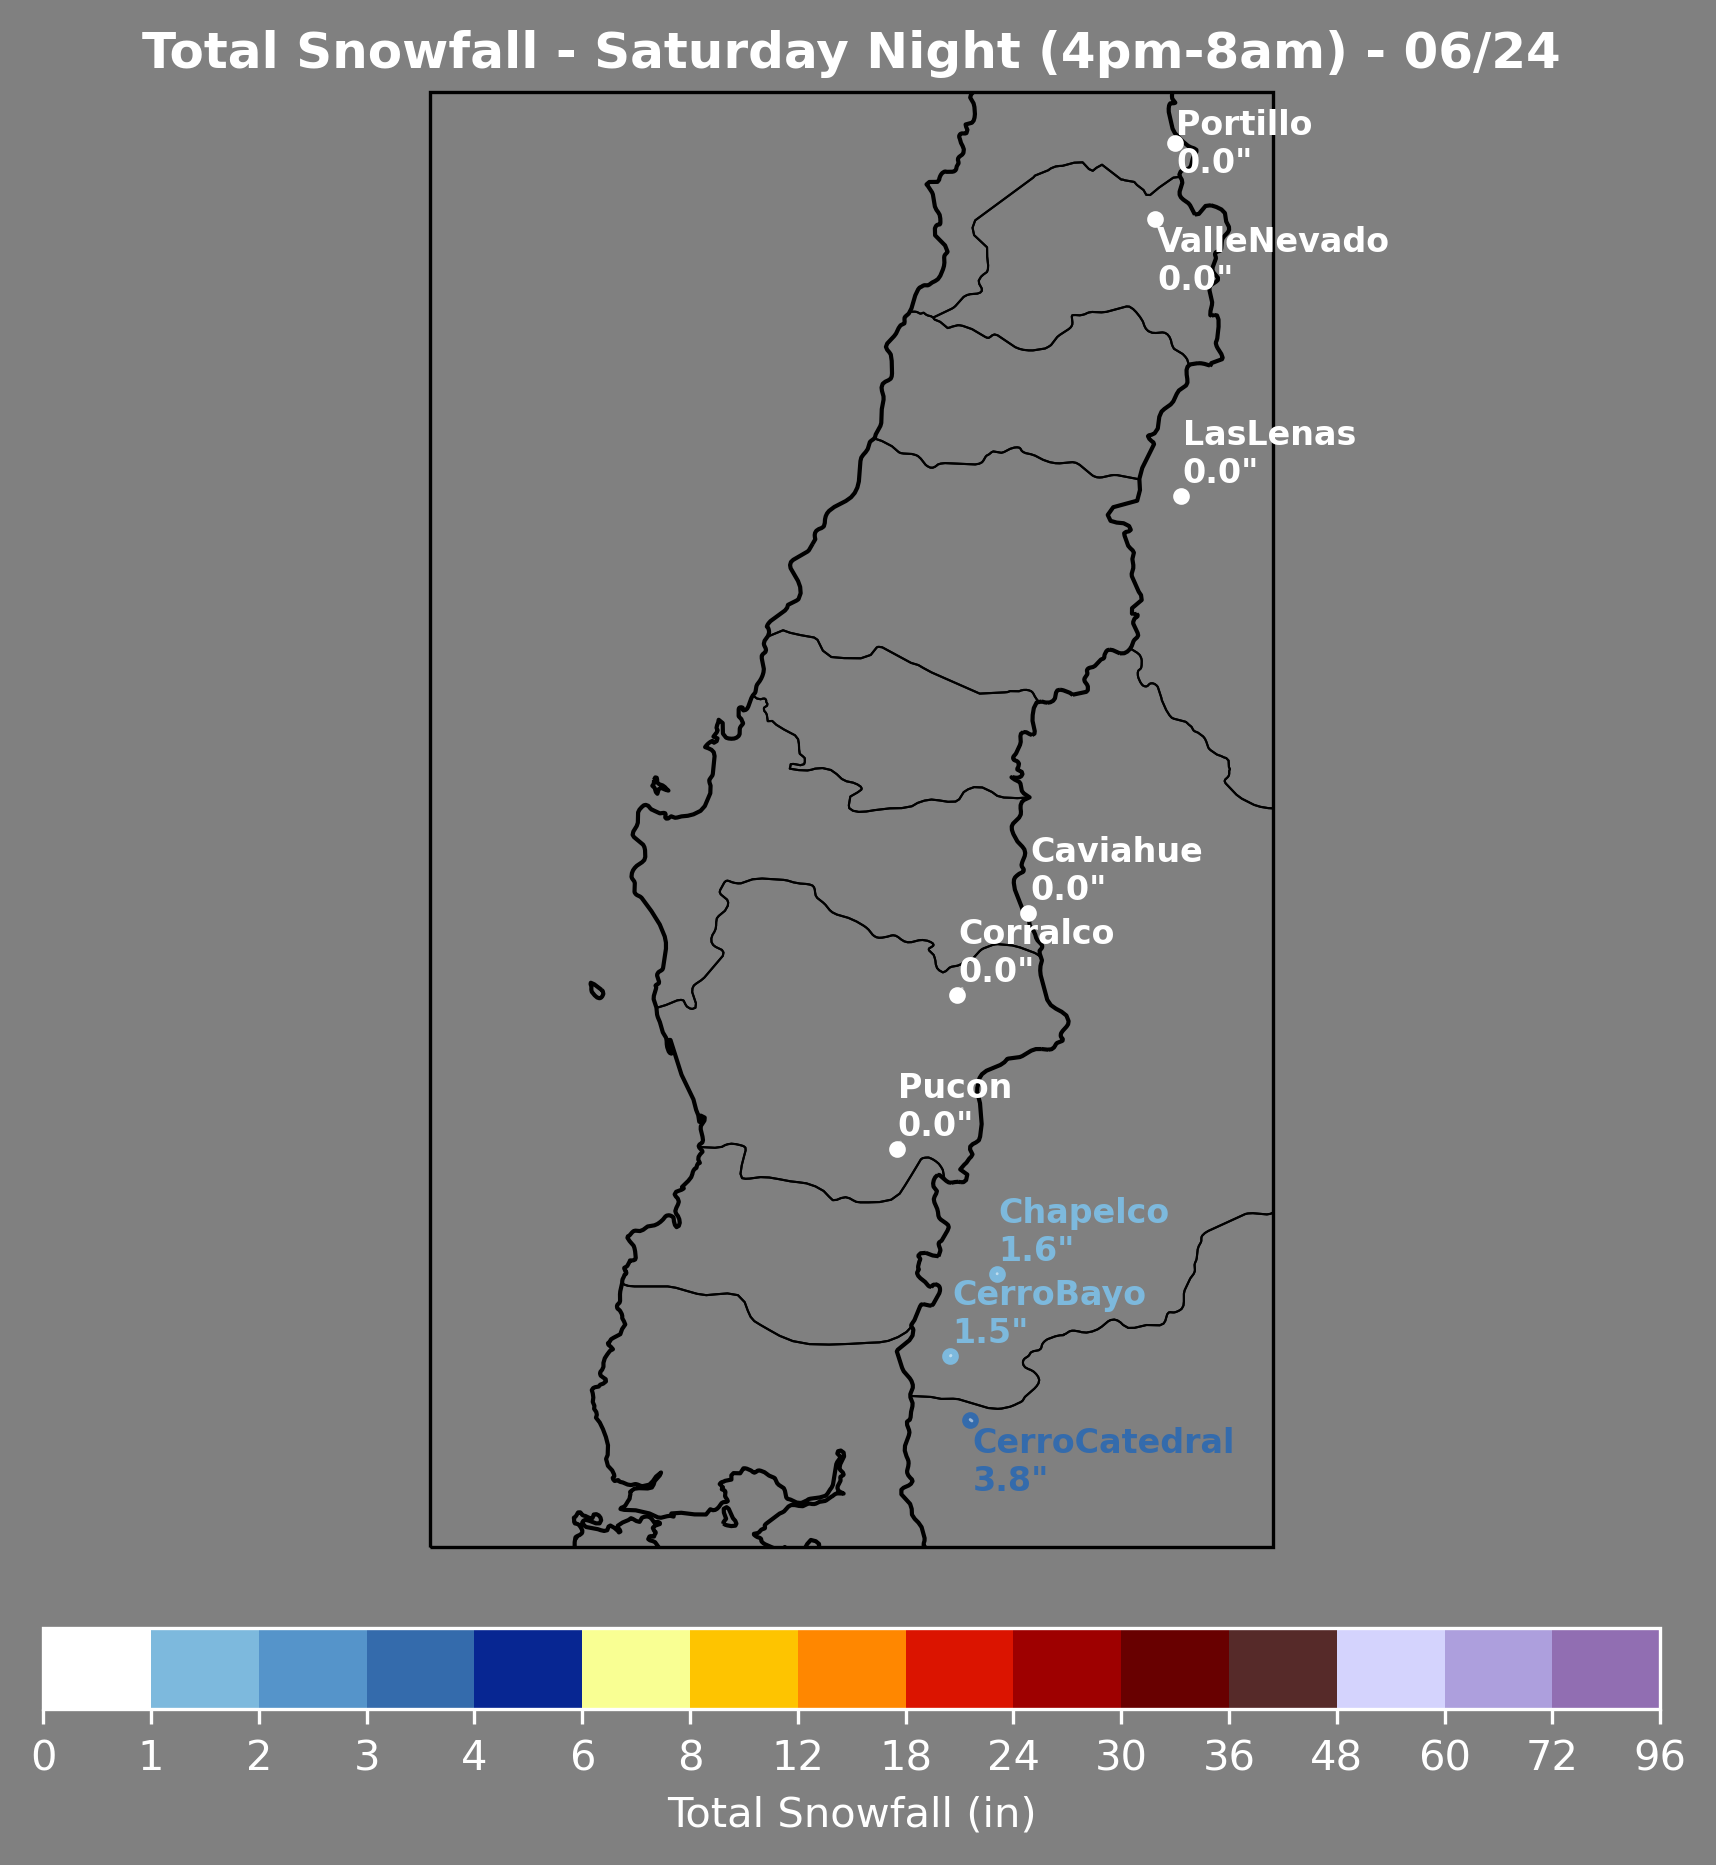 Total Snowfall - Saturday Night (4pm-8am) - 06/24
Portillo
0.0"
ValleNevado
0.0"
LasLenas
0.0"
Caviahue
0.0"
Corralco
0.0"
Pucon
0.0"
Chapelco
1.6"
CerroBayo
1.5"
CerroCatedral
3.8"
0 1 2 3 4 6 8 12 18 24 30 36 48 60 72 96
Total Snowfall (in)